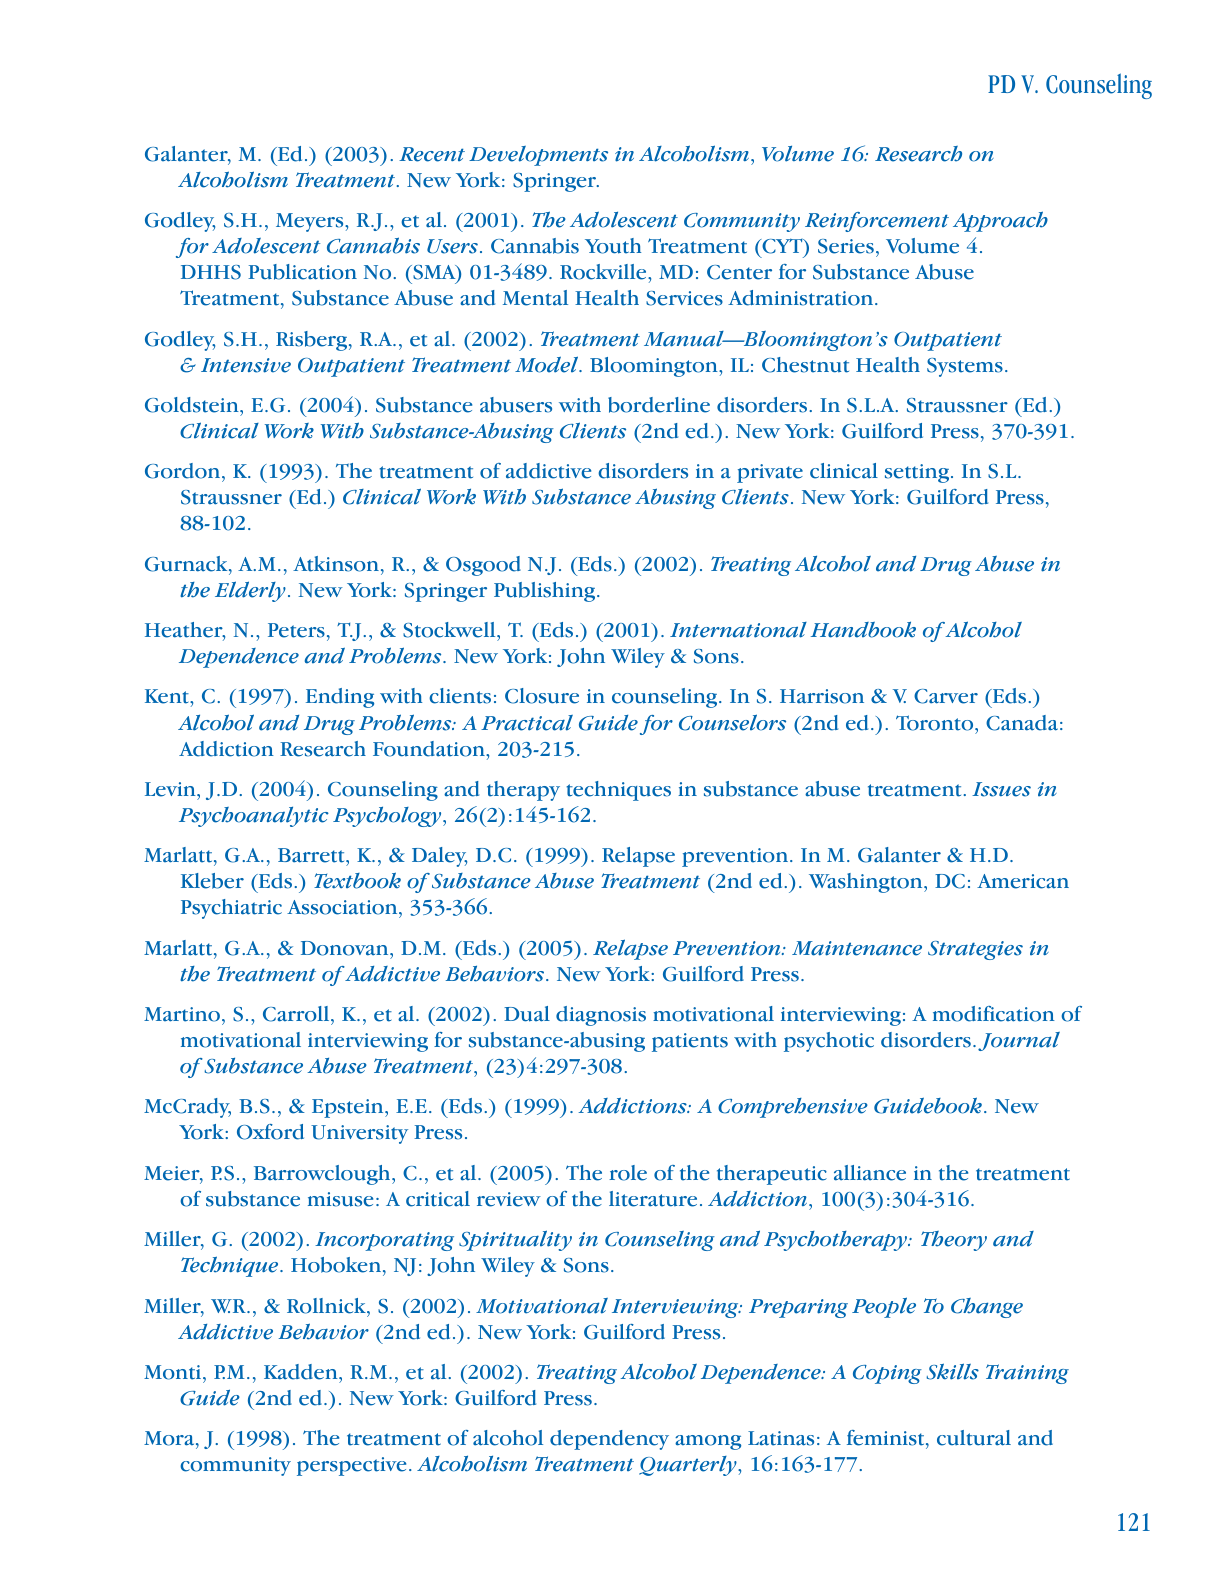 PD V. Counseling
Galanter, M. (Ed.) (2003). Recent Developments in Alcoholism, Volume 16: Research on
Alcoholism Treatment. New York: Springer.
Godley, S.H., Meyers, R.J., et al. (2001). The Adolescent Community Reinforcement Approach
for Adolescent Cannabis Users. Cannabis Youth Treatment (CYT) Series, Volume 4.
DHHS Publication No. (SMA) 01-3489. Rockville, MD: Center for Substance Abuse
Treatment, Substance Abuse and Mental Health Services Administration.
Godley, S.H., Risberg, R.A., et al. (2002). Treatment Manual—Bloomington's Outpatient
& Intensive Outpatient Treatment Model. Bloomington, IL: Chestnut Health Systems.
Goldstein, E.G. (2004). Substance abusers with borderline disorders. In S.L.A. Straussner (Ed.)
Clinical Work With Substance-Abusing Clients (2nd ed.). New York: Guilford Press, 370-391.
Gordon, K. (1993). The treatment of addictive disorders in a private clinical setting. In S.L.
Straussner (Ed.) Clinical Work With Substance Abusing Clients. New York: Guilford Press,
88-102.
Gurnack, A.M., Atkinson, R., & Osgood N.J. (Eds.) (2002). Treating Alcohol and Drug Abuse in
the Elderly. New York: Springer Publishing.
Heather, N., Peters, T.J., & Stockwell, T. (Eds.) (2001). International Handbook of Alcohol
Dependence and Problems. New York: John Wiley & Sons.
Kent, C. (1997). Ending with clients: Closure in counseling. In S. Harrison & V. Carver (Eds.)
Alcohol and Drug Problems: A Practical Guide for Counselors (2nd ed.). Toronto, Canada:
Addiction Research Foundation, 203-215.
Levin, J.D. (2004). Counseling and therapy techniques in substance abuse treatment. Issues in
Psychoanalytic Psychology, 26(2):145-162.
Marlatt, G.A., Barrett, K., & Daley, D.C. (1999). Relapse prevention. In M. Galanter & H.D.
Kleber (Eds.) Textbook of Substance Abuse Treatment (2nd ed.). Washington, DC: American
Psychiatric Association, 353-366.
Marlatt, G.A., & Donovan, D.M. (Eds.) (2005). Relapse Prevention: Maintenance Strategies in
the Treatment of Addictive Behaviors. New York: Guilford Press.
Martino, S., Carroll, K., et al. (2002). Dual diagnosis motivational interviewing: A modification of
motivational interviewing for substance-abusing patients with psychotic disorders. Journal
of Substance Abuse Treatment, (23)4:297-308.
McCrady, B.S., & Epstein, E.E. (Eds.) (1999). Addictions: A Comprehensive Guidebook. New
York: Oxford University Press.
Meier, P.S., Barrowclough, C., et al. (2005). The role of the therapeutic alliance in the treatment
of substance misuse: A critical review of the literature. Addiction, 100(3):304-316.
Miller, G. (2002). Incorporating Spirituality in Counseling and Psychotherapy: Theory and
Technique. Hoboken, NJ: John Wiley & Sons.
Miller, W.R., & Rollnick, S. (2002). Motivational Interviewing: Preparing People To Change
Addictive Behavior (2nd ed.). New York: Guilford Press.
Monti, P.M., Kadden, R.M., et al. (2002). Treating Alcohol Dependence: A Coping Skills Training
Guide (2nd ed.). New York: Guilford Press.
Mora, J. (1998). The treatment of alcohol dependency among Latinas: A feminist, cultural and
community perspective. Alcoholism Treatment Quarterly, 16:163-177.
121